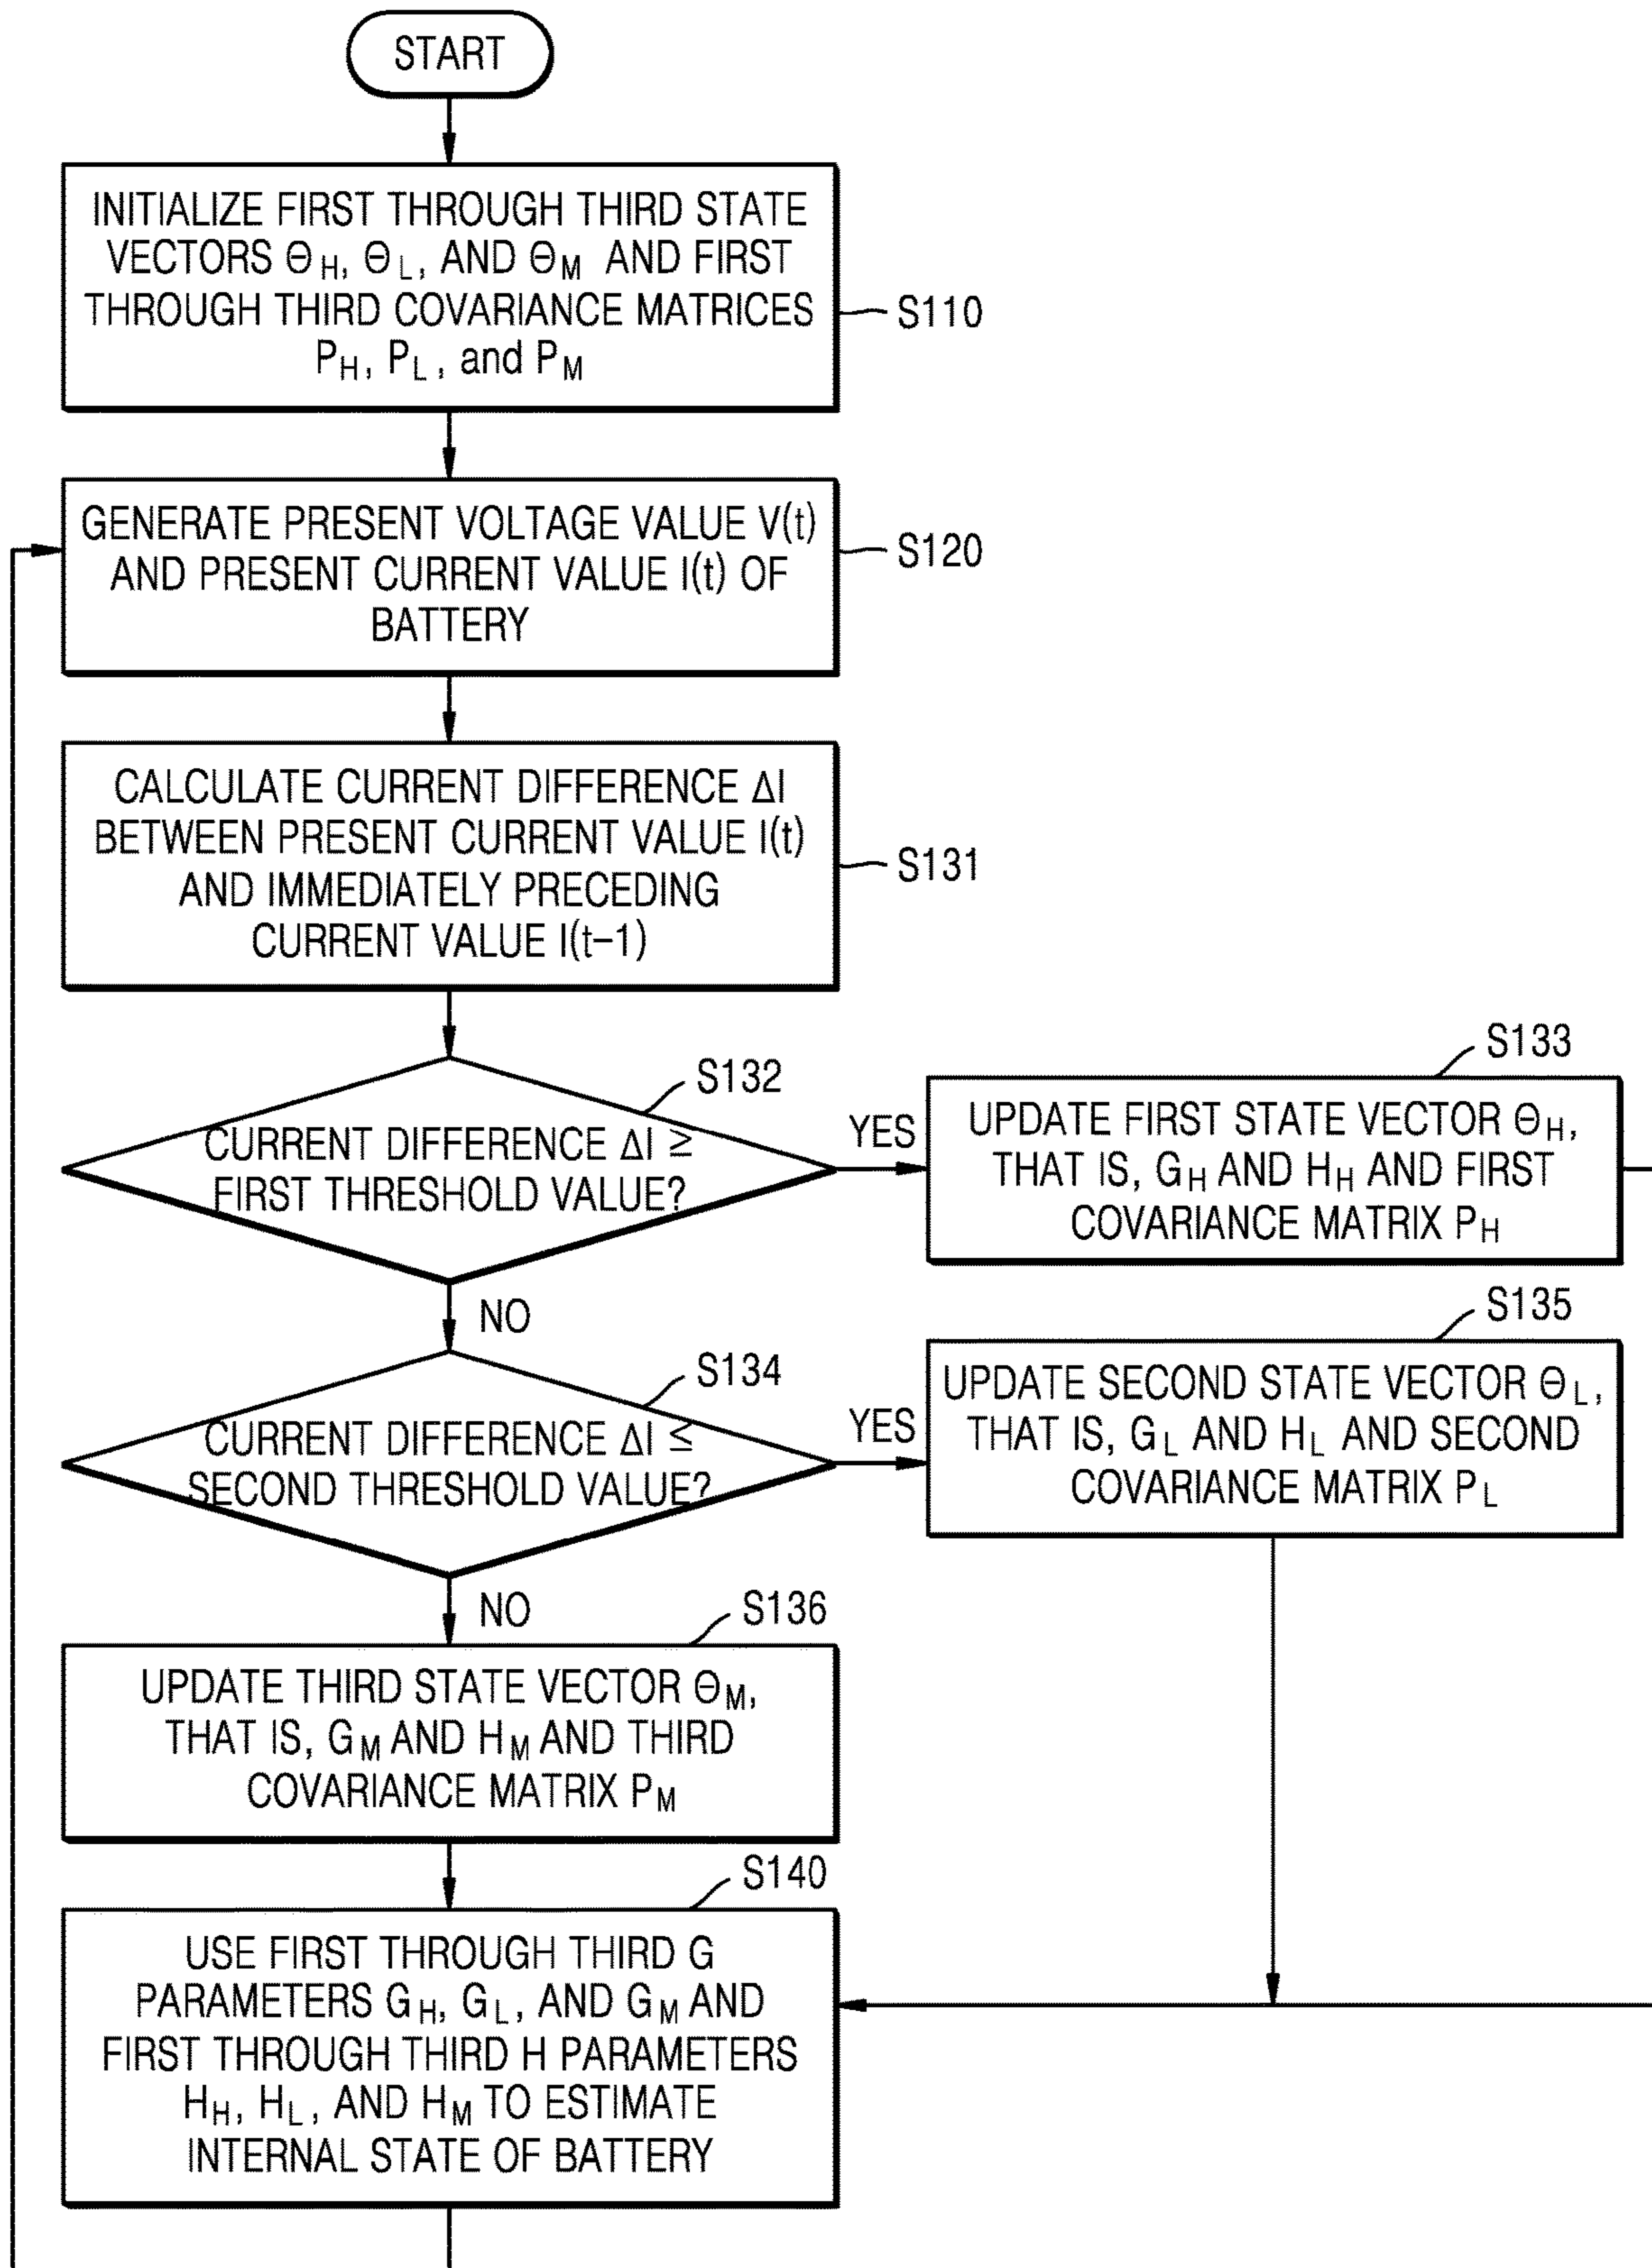 START
INITIALIZE FIRST THROUGH THIRD STATE
VECTORS ΘH, ΘL, AND ΘM AND FIRST
THROUGH THIRD COVARIANCE MATRICES
PH, PL, and PM
S110
GENERATE PRESENT VOLTAGE VALUE V(t)
AND PRESENT CURRENT VALUE I(t) OF
BATTERY
S120
CALCULATE CURRENT DIFFERENCE ΔI
BETWEEN PRESENT CURRENT VALUE I(t)
AND IMMEDIATELY PRECEDING
CURRENT VALUE I(t-1)
S131
S132
CURRENT DIFFERENCE ΔI ≥
FIRST THRESHOLD VALUE?
YES
S133
UPDATE FIRST STATE VECTOR ΘH,
THAT IS, GH AND HH AND FIRST
COVARIANCE MATRIX PH
NO
S134
CURRENT DIFFERENCE ΔI ≤
SECOND THRESHOLD VALUE?
YES
S135
UPDATE SECOND STATE VECTOR ΘL,
THAT IS, GL AND HL AND SECOND
COVARIANCE MATRIX PL
NO
S136
UPDATE THIRD STATE VECTOR ΘM,
THAT IS, GM AND HM AND THIRD
COVARIANCE MATRIX PM
S140
USE FIRST THROUGH THIRD G
PARAMETERS GH, GL, AND GM AND
FIRST THROUGH THIRD H PARAMETERS
HH, HL, AND HM TO ESTIMATE
INTERNAL STATE OF BATTERY